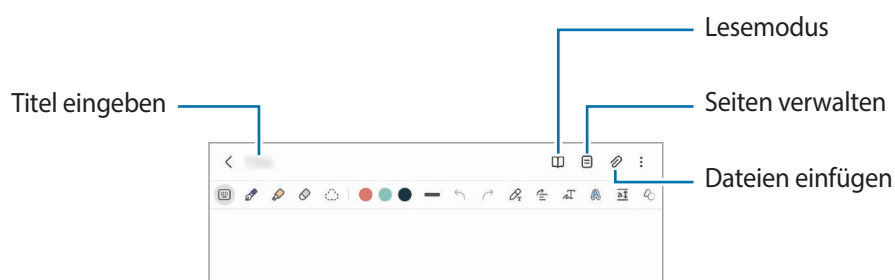 Lesemodus
Titel eingeben
Seiten verwalten
Dateien einfügen